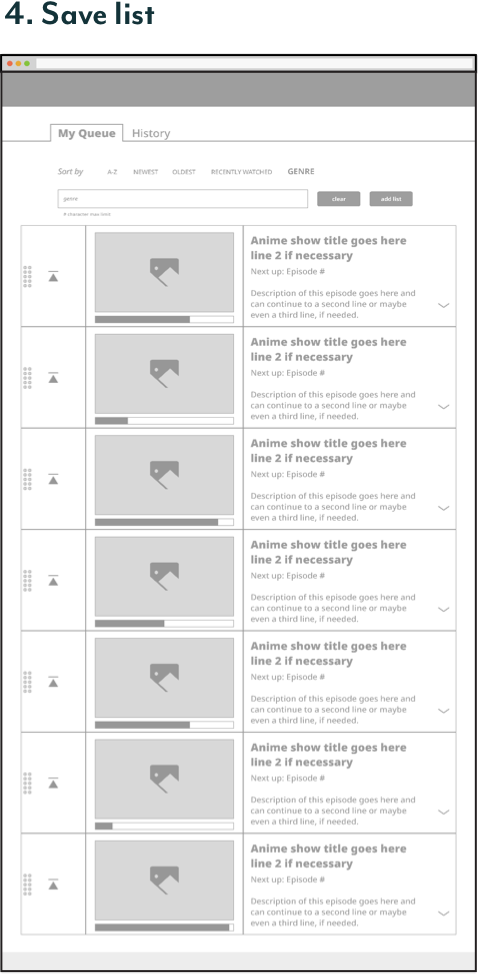 4. Save list
My Queue History
Sort by A-Z NEWEST OLDEST RECENTLY WATCHED GENRE
genre clear add list
# character max limit
Anime show title goes here
line 2 if necessary
Next up: Episode #
Description of this episode goes here and
can continue to a second line or maybe
even a third line, if needed.
Anime show title goes here
line 2 if necessary
Next up: Episode #
Description of this episode goes here and
can continue to a second line or maybe
even a third line, if needed.
Anime show title goes here
line 2 if necessary
Next up: Episode #
Description of this episode goes here and
can continue to a second line or maybe
even a third line, if needed.
Anime show title goes here
line 2 if necessary
Next up: Episode #
Description of this episode goes here and
can continue to a second line or maybe
even a third line, if needed.
Anime show title goes here
line 2 if necessary
Next up: Episode #
Description of this episode goes here and
can continue to a second line or maybe
even a third line, if needed.
Anime show title goes here
line 2 if necessary
Next up: Episode #
Description of this episode goes here and
can continue to a second line or maybe
even a third line, if needed.
Anime show title goes here
line 2 if necessary
Next up: Episode #
Description of this episode goes here and
can continue to a second line or maybe
even a third line, if needed.